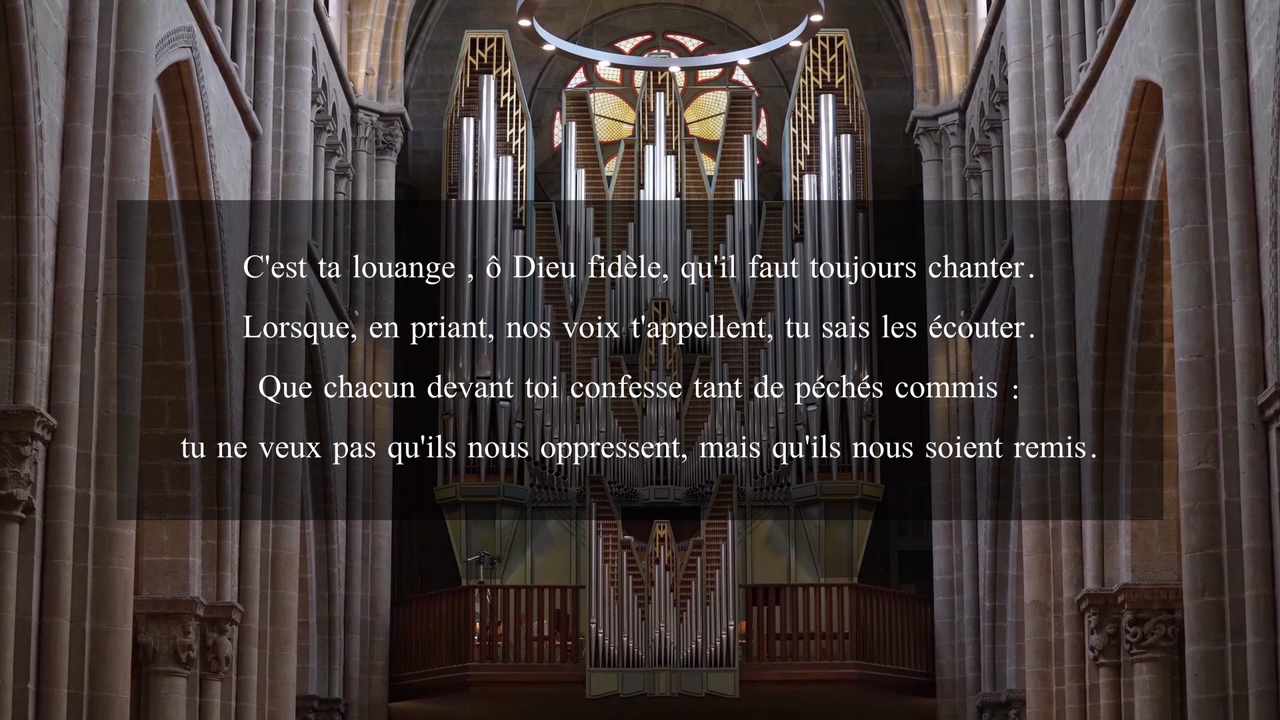 C'est ta louange , ô Dieu fidèle, qu'il faut toujours chanter.
Lorsque, en priant, nos voix t'appellent, tu sais les écouter.
Que chacun devant toi confesse tant de péchés commis :
tu ne veux pas qu'ils nous oppressent, mais qu'ils nous soient remis.